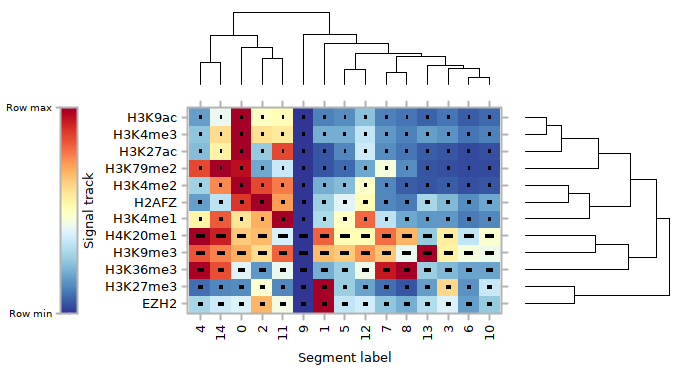 Row max
Row min
Signal track
H3K9ac
H3K4me3
H3K27ac
H3K79me2
H3K4me2
H2AFZ
H3K4me1
H4K20me1
H3K9me3
H3K36me3
H3K27me3
EZH2
4 14 0 2 11 9 1 5 12 7 8 13 3 6 10
Segment label